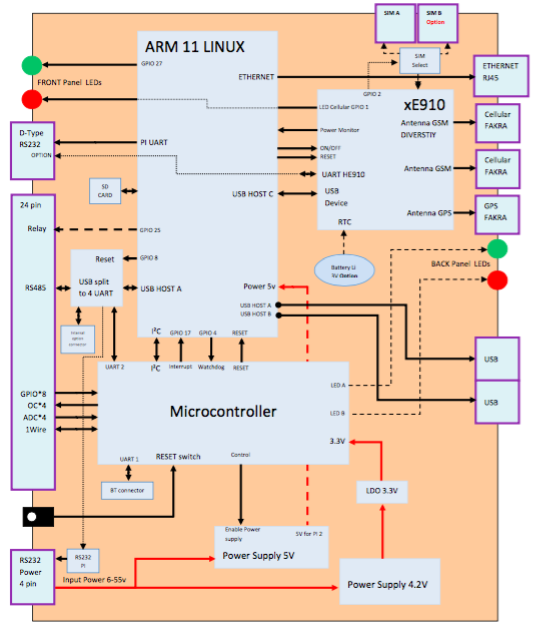 SIM A
SIM B
Option
ARM 11 LINUX
GPIO 27
SIM
Select
FRONT Panel LEDs
ETHERNET
ETHERNET
RJ45
GPIO 2
xE910
LED Cellular GPIO 1
Antenna GSM
DIVERSTIY
Cellular
FAKRA
D-Type
RS232
OPTION
PI UART
Power Monitor
ON/OFF
RESET
UART HE910
Antenna GSM
Cellular
FAKRA
SD
CARD
USB HOST C
USB
Device
24 pin
Relay
GPIO 25
RTC
Antenna GPS
GPS
FAKRA
Reset
GPIO 8
BACK Panel LEDs
Battery Li
3V Option
RS485
USB split
to 4 UART
USB HOST A
Power 5v
USB HOST A
USB HOST B
Internal
option
connector
I²C
GPIO 17
GPIO 4
RESET
USB
UART 2
I²C
Interrupt
Watchdog
RESET
LED A
GPIO*8
OC*4
ADC*4
1Wire
Microcontroller
LED B
USB
3.3V
UART 1
RESET switch
Control
BT connector
LDO 3.3V
Enable Power
supply
5V for PI 2
Power Supply 5V
RS232
Power
4 pin
RS232
PI
Input Power 6-55v
Power Supply 4.2V